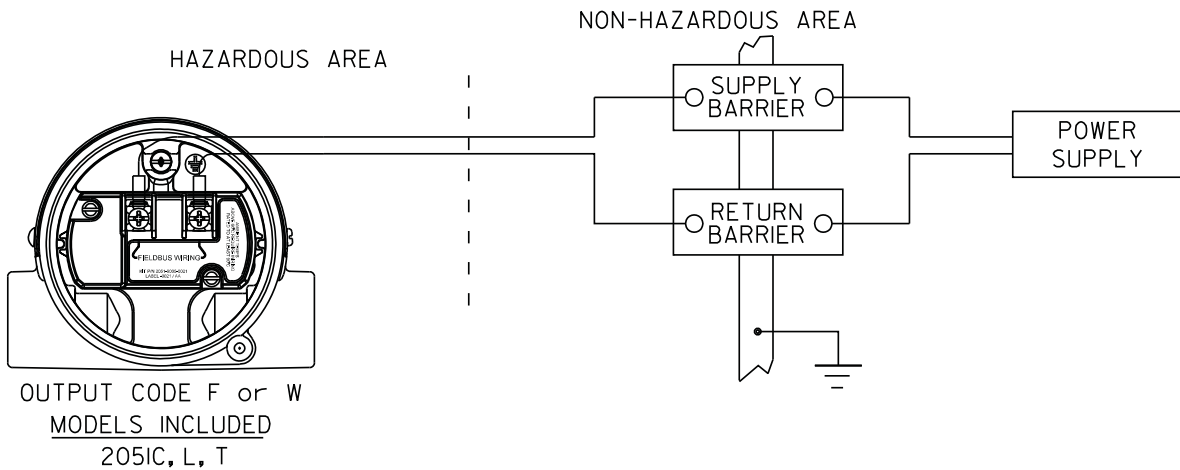 NON-HAZARDOUS AREA
HAZARDOUS AREA
SUPPLY
BARRIER
POWER
SUPPLY
RETURN
BARRIER
FIELDBUS WIRING
OUTPUT CODE F or W
MODELS INCLUDED
2051C, L, T